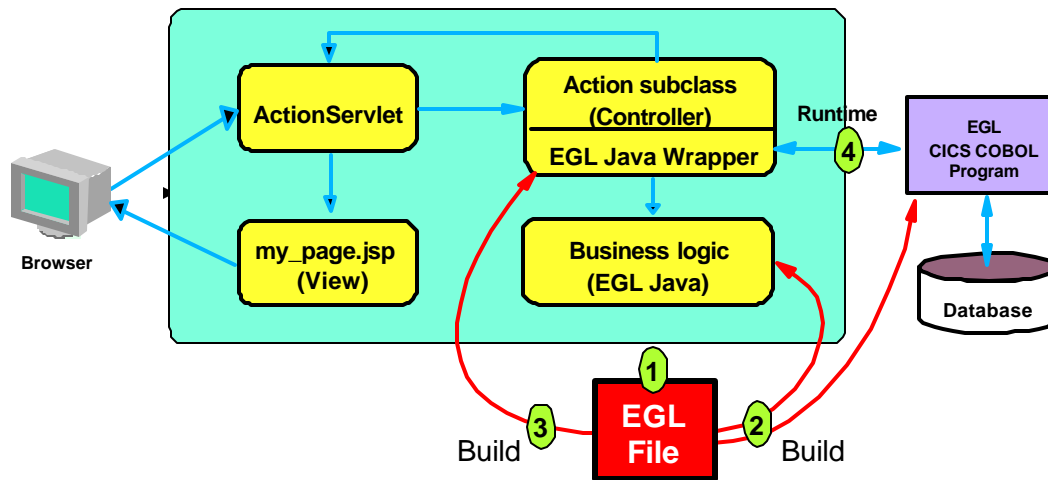 ActionServlet
Action subclass
(Controller)
EGL Java Wrapper
Runtime
4
EGL
CICS COBOL
Program
Browser
my_page.jsp
(View)
Business logic
(EGL Java)
Database
1
EGL
File
3
Build
2
Build